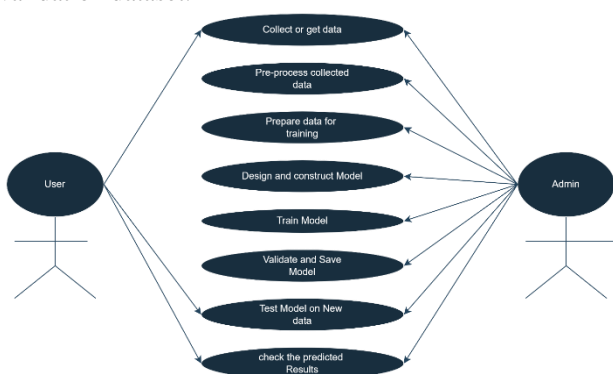 Collect or get data
Pre-process collected
data
Prepare data for
training
User
Design and construct Model
Admin
Train Model
Validate and Save
Model
Test Model on New
data
check the predicted
Results